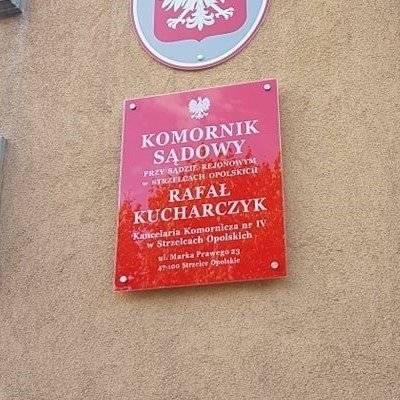 KOMORNIK
SĄDOWY
PRZY SĄDZIE REJONOWYM
W STRZELCACH OPOLSKICH
RAFAŁ
KUCHARCZYK
Kancelaria Komornicza nr IV
w Strzelcach Opolskich
ul. Marka Prawego 23
47-100 Strzelce Opolskie